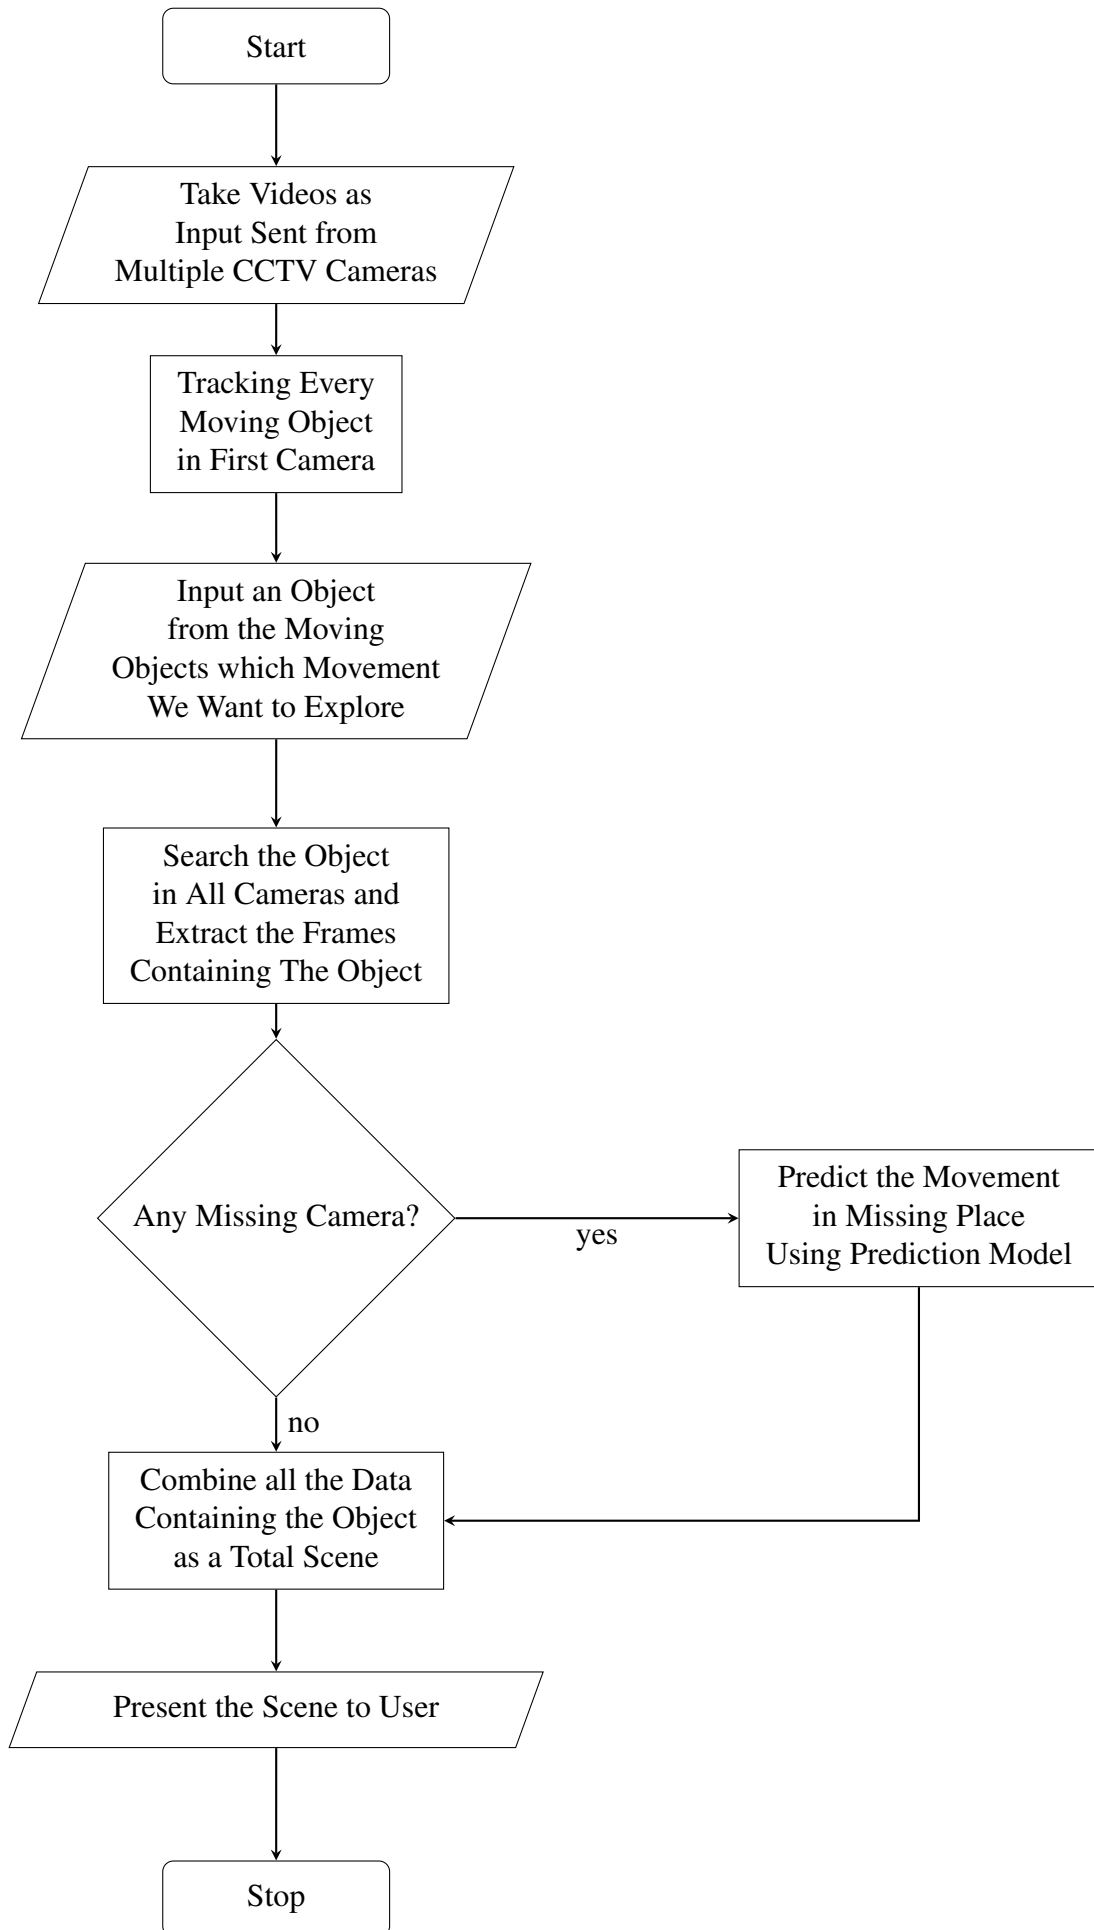 Start
Take Videos as
Input Sent from
Multiple CCTV Cameras
Tracking Every
Moving Object
in First Camera
Input an Object
from the Moving
Objects which Movement
We Want to Explore
Search the Object
in All Cameras and
Extract the Frames
Containing The Object
Any Missing Camera?
yes
Predict the Movement
in Missing Place
Using Prediction Model
no
Combine all the Data
Containing the Object
as a Total Scene
Present the Scene to User
Stop